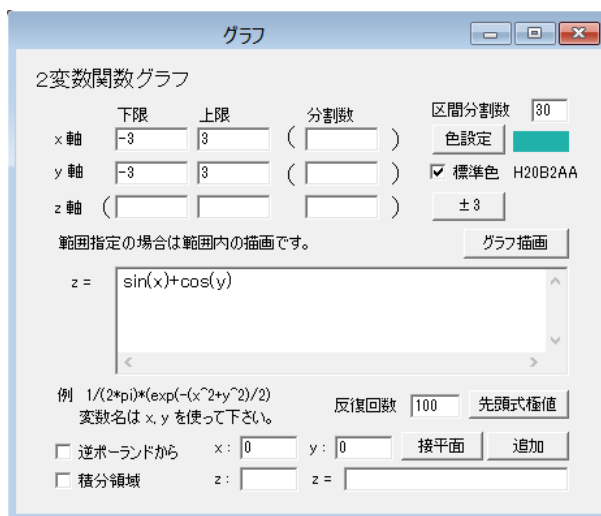 グラフ
2変数関数グラフ
下限 上限 分割数 区間分割数 30
x 軸 -3 3 ( ) 色設定
y 軸 -3 3 ( ) 標準色 H20B2AA
z 軸 ( ) ±3
範囲指定の場合は範囲内の描画です。 グラフ描画
z = sin(x)+cos(y)
例 1/(2*pi)*(exp(-(x^2+y^2)/2)
変数名は x, y を使って下さい。 反復回数 100 先頭式極値
逆ポーランドから x : 0 y : 0 接平面 追加
積分領域 z : z =